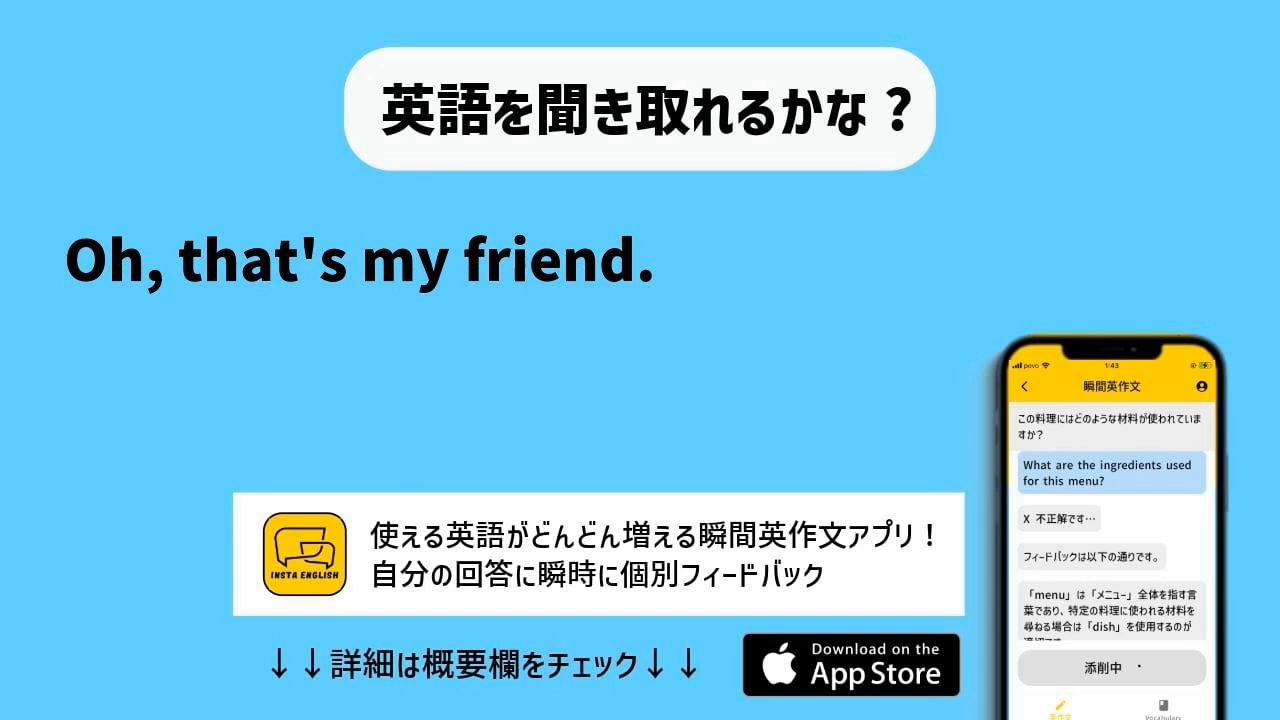 英語を聞き取れるかな？
Oh, that's my friend.
povo
1:43
瞬間英作文
この料理にはどのような材料が使われていま
すか？
What are the ingredients used
for this menu?
X 不正解です…
フィードバックは以下の通りです。
「menu」は「メニュー」全体を指す言
葉であり、特定の料理に使われる材料を
尋ねる場合は「dish」を使用するのが
添削中
英作文
Vocabulary
INSTA ENGLISH
使える英語がどんどん増える瞬間英作文アプリ！
自分の回答に瞬時に個別フィードバック
↓↓詳細は概要欄をチェック↓↓
Download on the
App Store